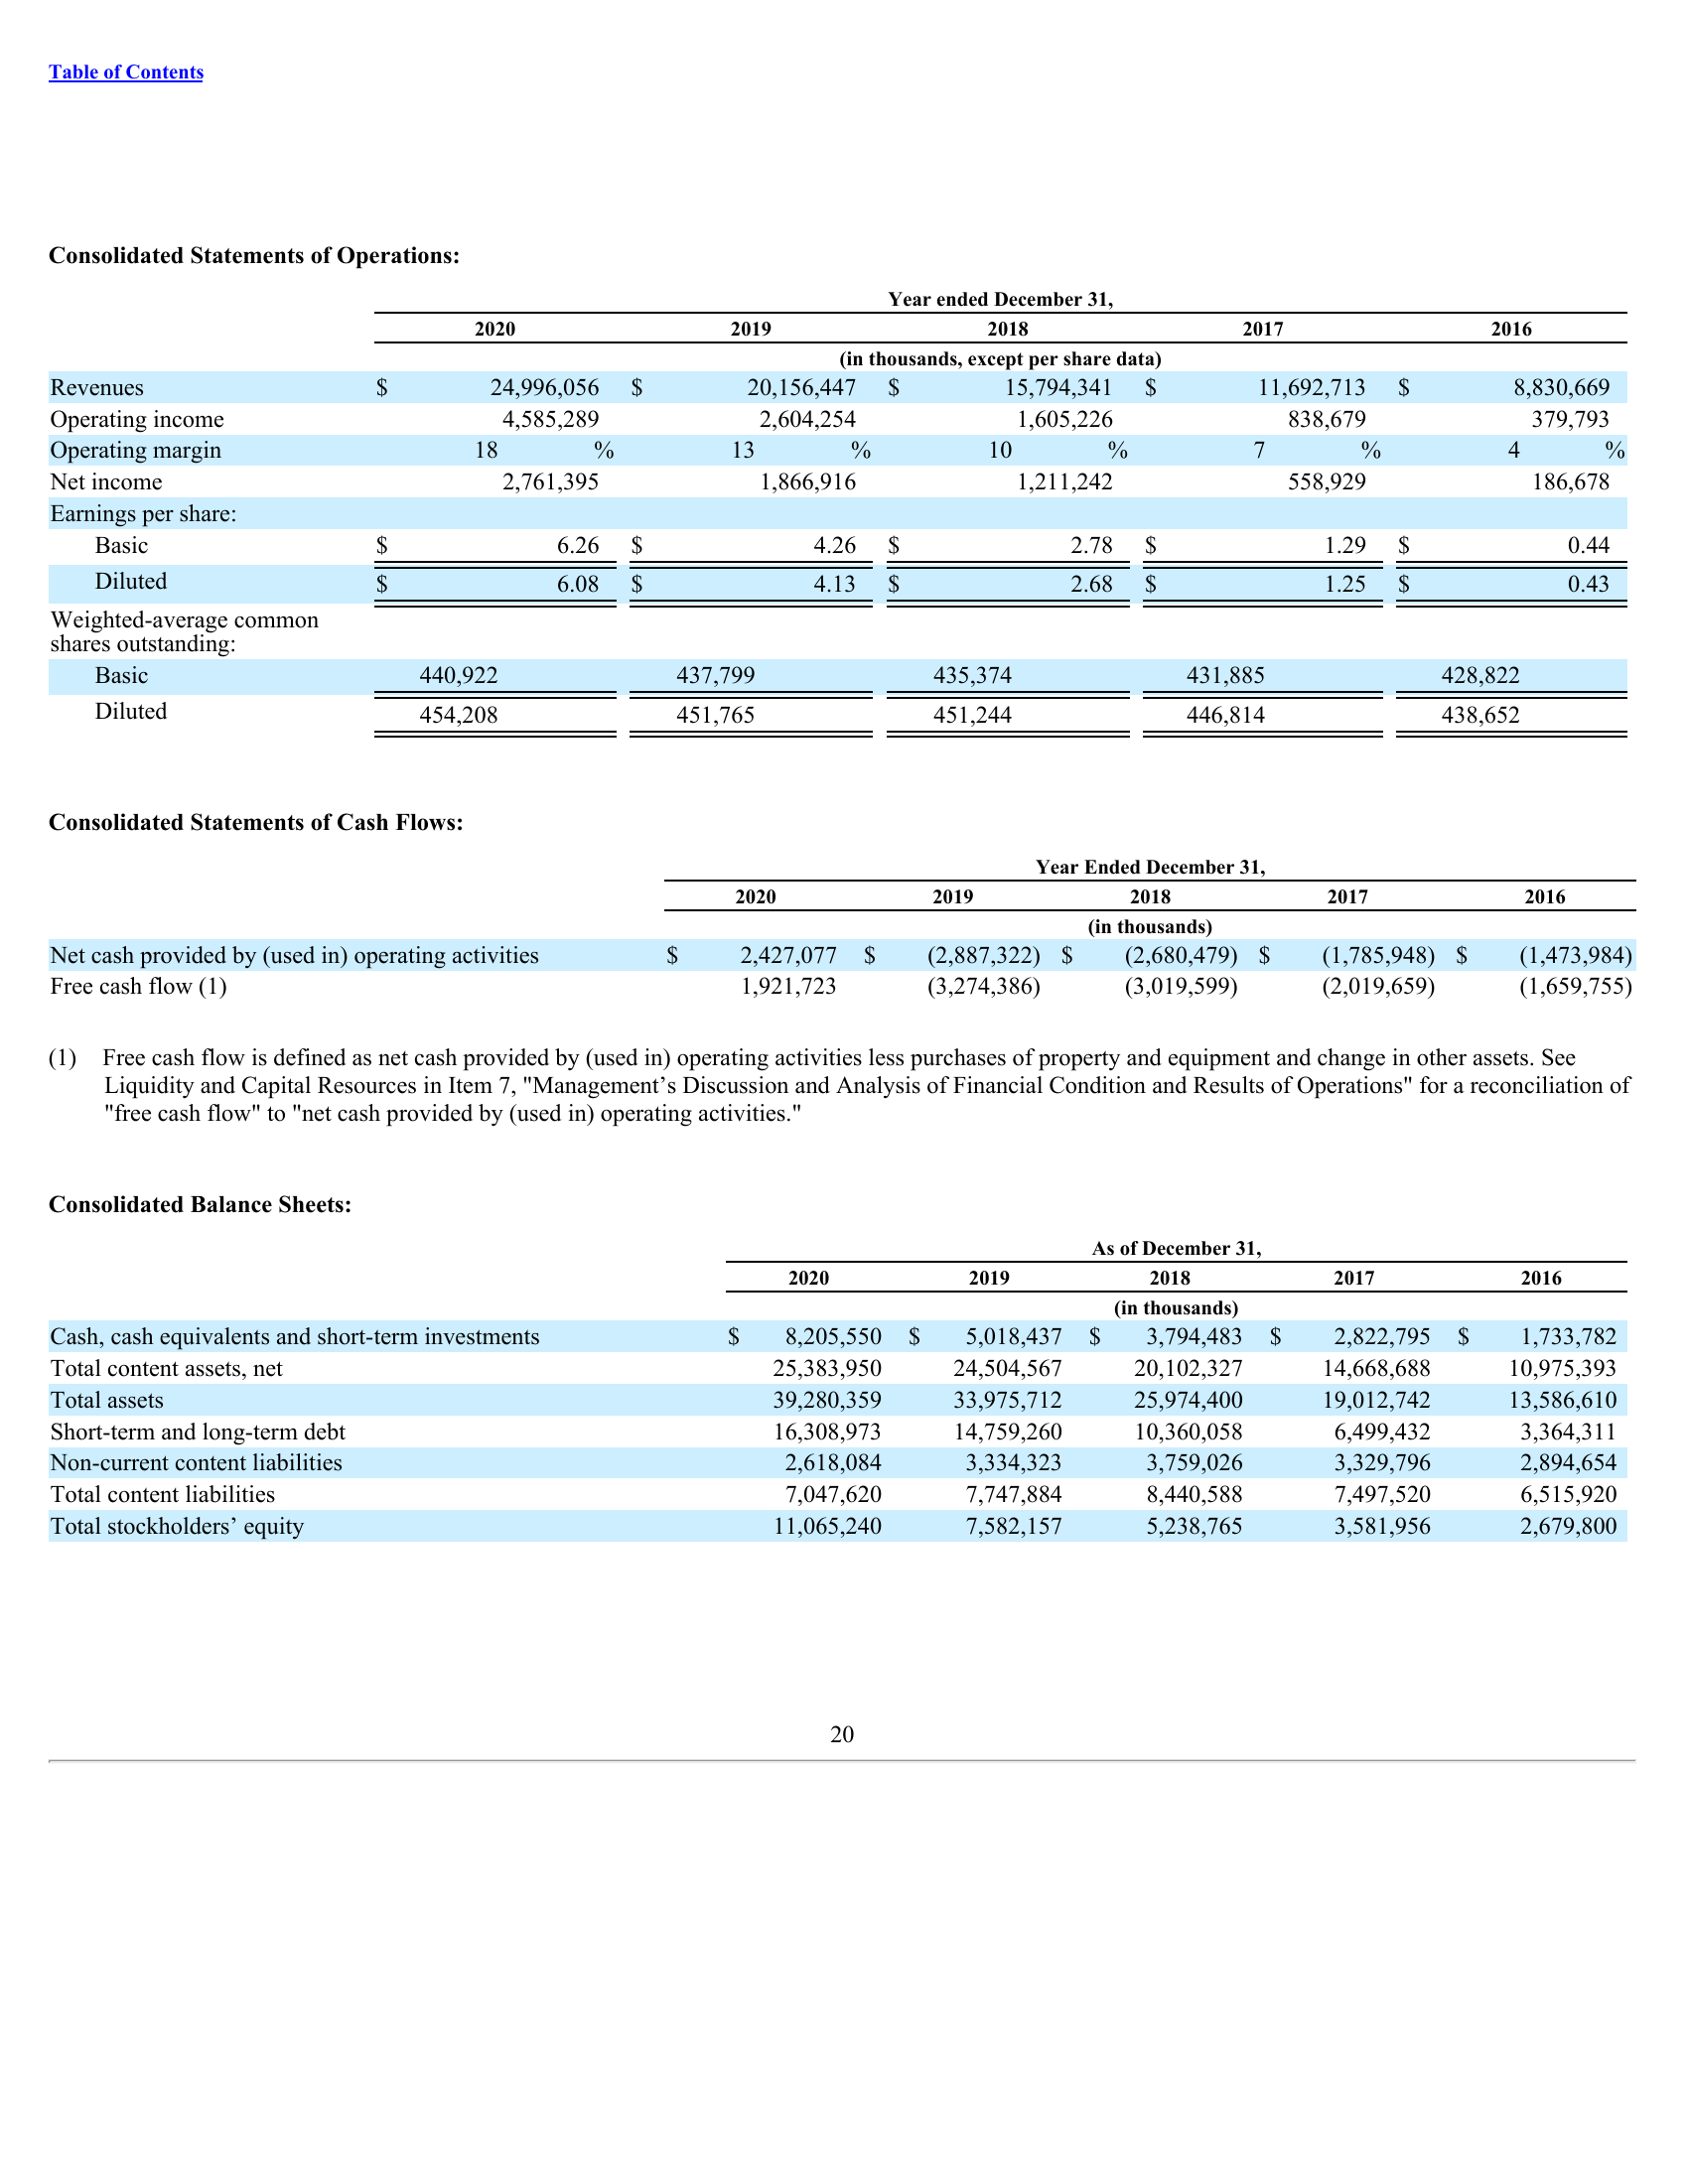 Table of Contents
Consolidated Statements of Operations:
Year ended December 31,
2020 2019 2018 2017 2016
(in thousands, except per share data)
Revenues $ 24,996,056 $ 20,156,447 $ 15,794,341 $ 11,692,713 $ 8,830,669
Operating income 4,585,289 2,604,254 1,605,226 838,679 379,793
Operating margin 18 % 13 % 10 % 7 % 4 %
Net income 2,761,395 1,866,916 1,211,242 558,929 186,678
Earnings per share:
Basic $ 6.26 $ 4.26 $ 2.78 $ 1.29 $ 0.44
Diluted $ 6.08 $ 4.13 $ 2.68 $ 1.25 $ 0.43
Weighted-average common
shares outstanding:
Basic 440,922 437,799 435,374 431,885 428,822
Diluted 454,208 451,765 451,244 446,814 438,652
Consolidated Statements of Cash Flows:
Year Ended December 31,
2020 2019 2018 2017 2016
(in thousands)
Net cash provided by (used in) operating activities $ 2,427,077 $ (2,887,322) $ (2,680,479) $ (1,785,948) $ (1,473,984)
Free cash flow (1) 1,921,723 (3,274,386) (3,019,599) (2,019,659) (1,659,755)
(1) Free cash flow is defined as net cash provided by (used in) operating activities less purchases of property and equipment and change in other assets. See
Liquidity and Capital Resources in Item 7, "Management’s Discussion and Analysis of Financial Condition and Results of Operations" for a reconciliation of
"free cash flow" to "net cash provided by (used in) operating activities."
Consolidated Balance Sheets:
As of December 31,
2020 2019 2018 2017 2016
(in thousands)
Cash, cash equivalents and short-term investments $ 8,205,550 $ 5,018,437 $ 3,794,483 $ 2,822,795 $ 1,733,782
Total content assets, net 25,383,950 24,504,567 20,102,327 14,668,688 10,975,393
Total assets 39,280,359 33,975,712 25,974,400 19,012,742 13,586,610
Short-term and long-term debt 16,308,973 14,759,260 10,360,058 6,499,432 3,364,311
Non-current content liabilities 2,618,084 3,334,323 3,759,026 3,329,796 2,894,654
Total content liabilities 7,047,620 7,747,884 8,440,588 7,497,520 6,515,920
Total stockholders’ equity 11,065,240 7,582,157 5,238,765 3,581,956 2,679,800
20